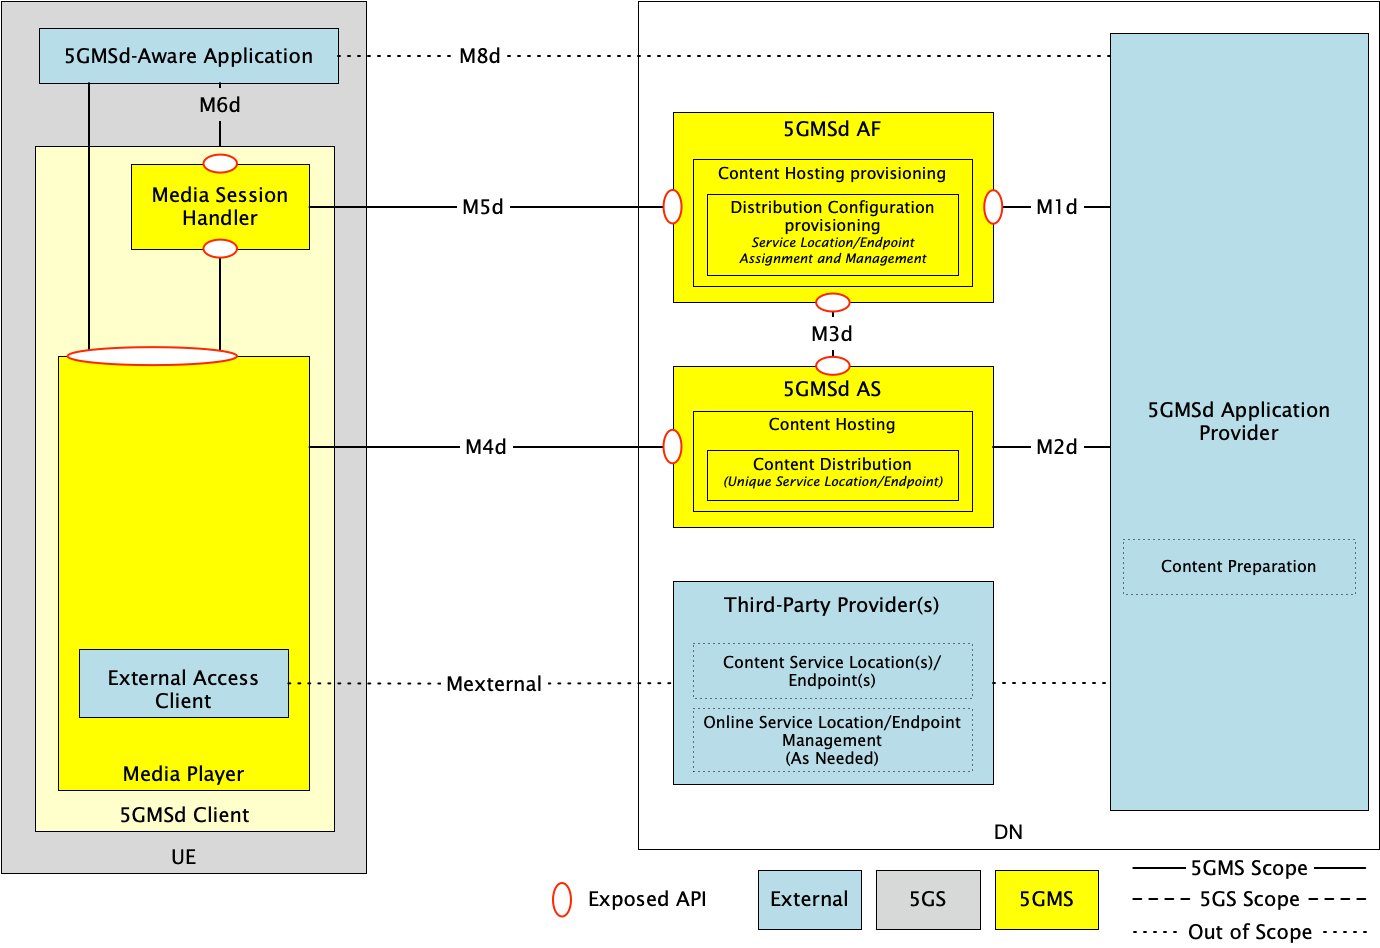 5GMSd-Aware Application
M8d
M6d
5GMSd AF
Content Hosting provisioning
Distribution Configuration
provisioning
Service Location/Endpoint
Assignment and Management
Media Session
Handler
M5d
M1d
M3d
5GMSd AS
Content Hosting
Content Distribution
(Unique Service Location/Endpoint)
M4d
M2d
5GMSd Application
Provider
Content Preparation
Third-Party Provider(s)
Content Service Location(s)/
Endpoint(s)
Online Service Location/Endpoint
Management
(As Needed)
External Access
Client
Mexternal
Media Player
5GMSd Client
UE
DN
Exposed API
External
5GS
5GMS
5GMS Scope
5GS Scope
Out of Scope